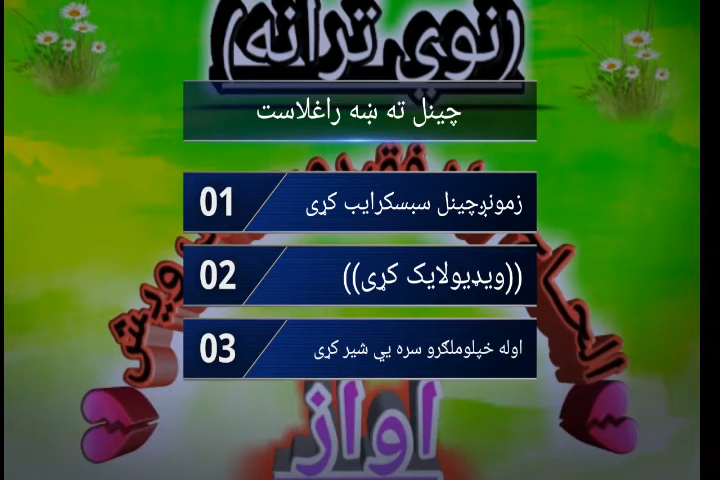 (نوې ترانه)
چینل ته ښه راغلاست
01 زمونږچینل سبسکرایب کړی
02 ((ویډیولایک کړی))
03 اوله خپلوملګرو سره یې شیر کړی
اواز